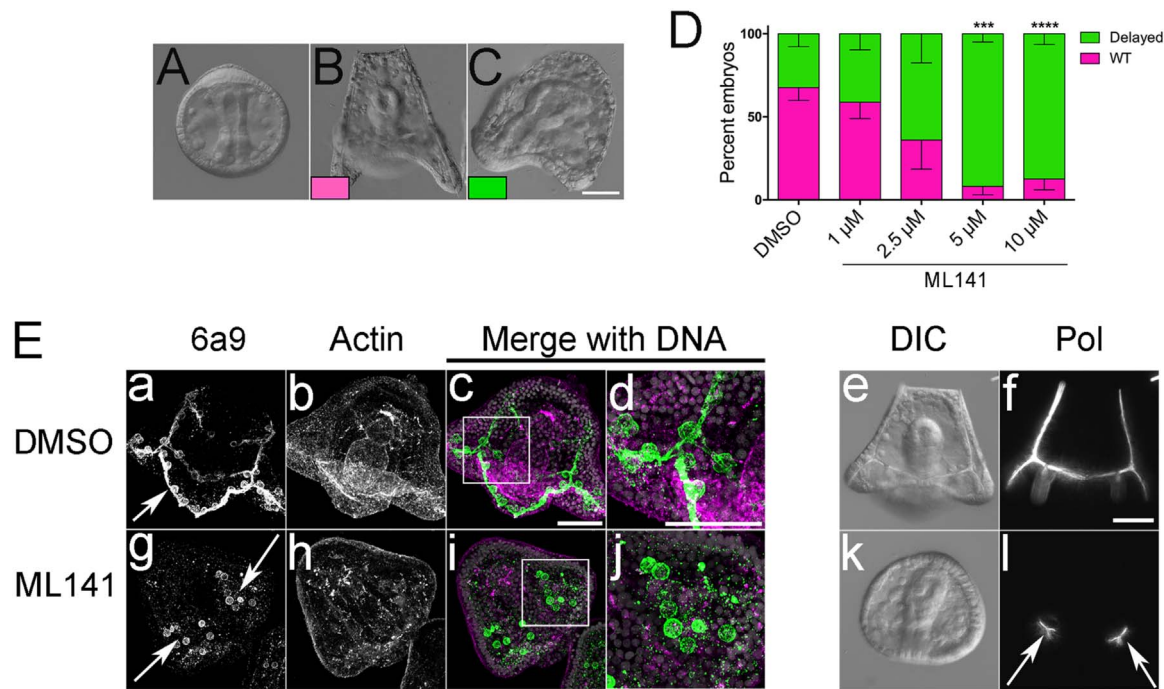 A
B
C
D
Percent embryos
100
50
0
*** ****
Delayed
WT
DMSO
1 µM
2.5 µM
5 µM
10 µM
ML141
E
6a9 Actin Merge with DNA DIC Pol
DMSO
a b c d e f
ML141
g h i j k l